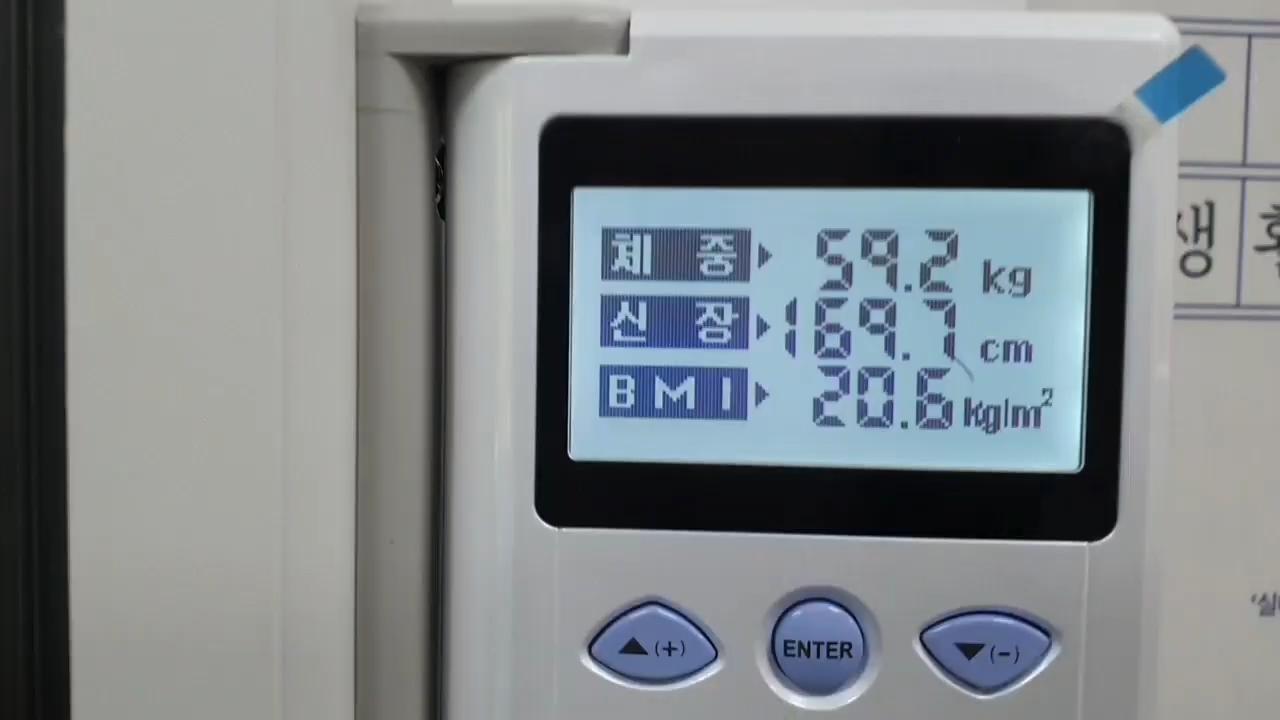 체 중 59.2 kg
신 장 169.7 cm
BMI 20.6 kg/m²
▲(+) ENTER ▼(-)
생